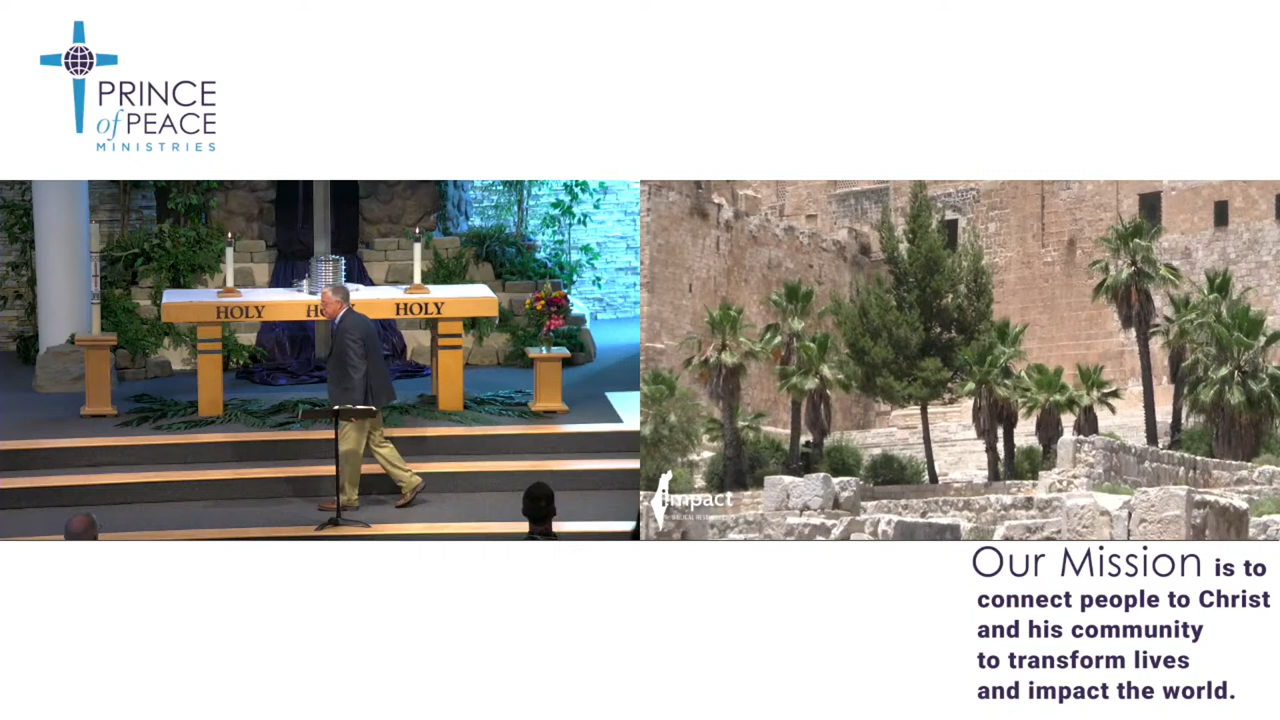 PRINCE
of PEACE
MINISTRIES
HOLY
HOLY
impact
Our Mission is to
connect people to Christ
and his community
to transform lives
and impact the world.